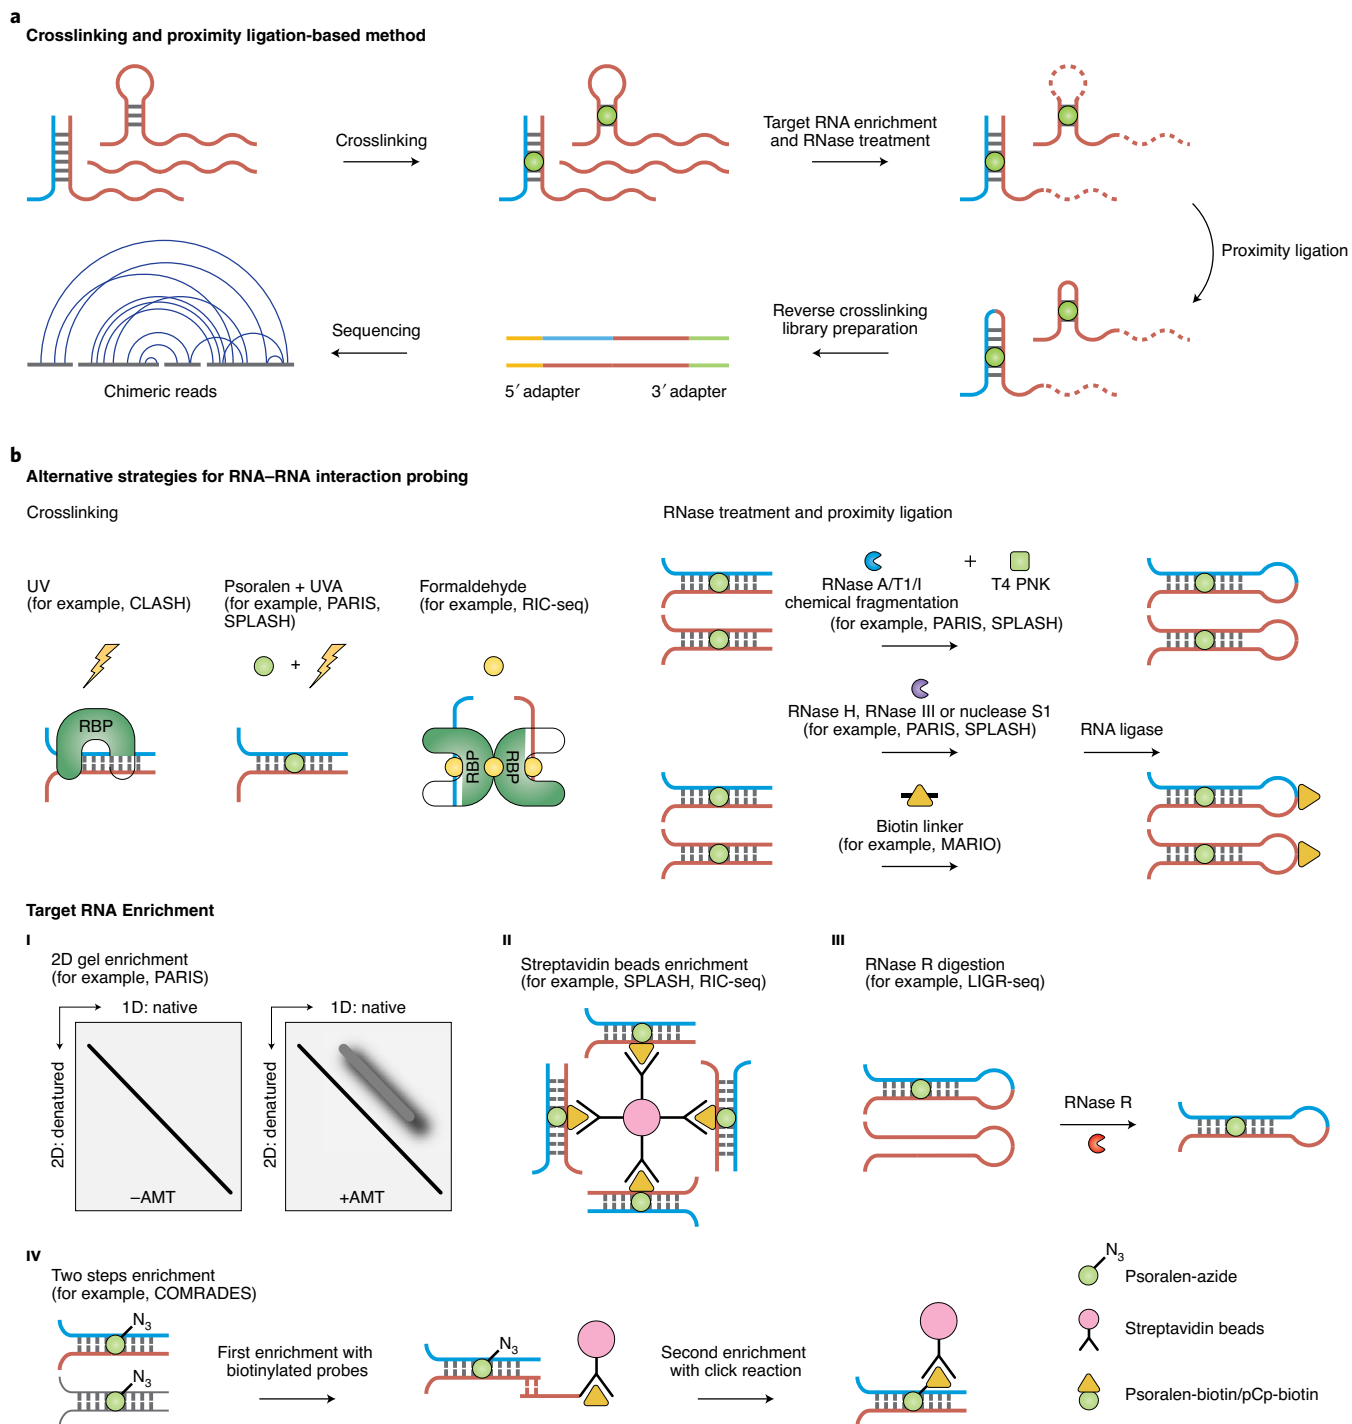 a
Crosslinking and proximity ligation-based method
Crosslinking
Target RNA enrichment
and RNase treatment
Proximity ligation
Reverse crosslinking
library preparation
Sequencing
Chimeric reads
5′ adapter
3′ adapter
b
Alternative strategies for RNA–RNA interaction probing
Crosslinking
UV
(for example, CLASH)
Psoralen + UVA
(for example, PARIS,
SPLASH)
Formaldehyde
(for example, RIC-seq)
+
RBP
RBP
RBP
RNase treatment and proximity ligation
+
RNase A/T1/I
chemical fragmentation
T4 PNK
(for example, PARIS, SPLASH)
RNase H, RNase III or nuclease S1
(for example, PARIS, SPLASH)
RNA ligase
Biotin linker
(for example, MARIO)
Target RNA Enrichment
I
2D gel enrichment
(for example, PARIS)
1D: native
2D: denatured
–AMT
1D: native
2D: denatured
+AMT
II
Streptavidin beads enrichment
(for example, SPLASH, RIC-seq)
III
RNase R digestion
(for example, LIGR-seq)
RNase R
IV
Two steps enrichment
(for example, COMRADES)
N3
N3
First enrichment with
biotinylated probes
N3
Second enrichment
with click reaction
N3
Psoralen-azide
Streptavidin beads
Psoralen-biotin/pCp-biotin